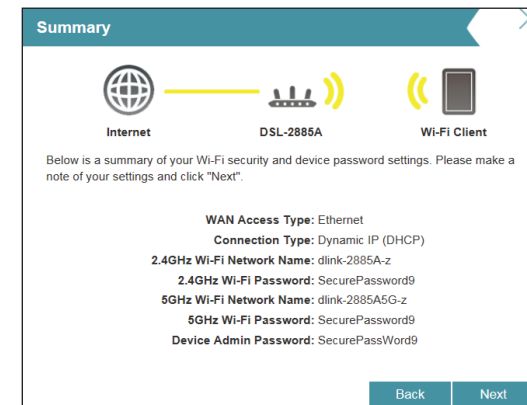 Summary
Internet
DSL-2885A
Wi-Fi Client
Below is a summary of your Wi-Fi security and device password settings. Please make a
note of your settings and click "Next".
WAN Access Type: Ethernet
Connection Type: Dynamic IP (DHCP)
2.4GHz Wi-Fi Network Name: dlink-2885A-z
2.4GHz Wi-Fi Password: SecurePassword9
5GHz Wi-Fi Network Name: dlink-2885A5G-z
5GHz Wi-Fi Password: SecurePassword9
Device Admin Password: SecurePassWord9
Back
Next